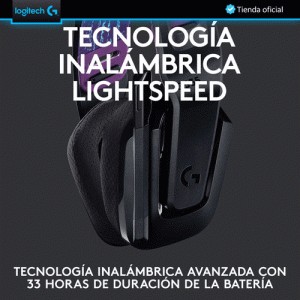 logitech G
Tienda oficial
TECNOLOGÍA
INALÁMBRICA
LIGHTSPEED
TECNOLOGÍA INALÁMBRICA AVANZADA CON
33 HORAS DE DURACIÓN DE LA BATERÍA